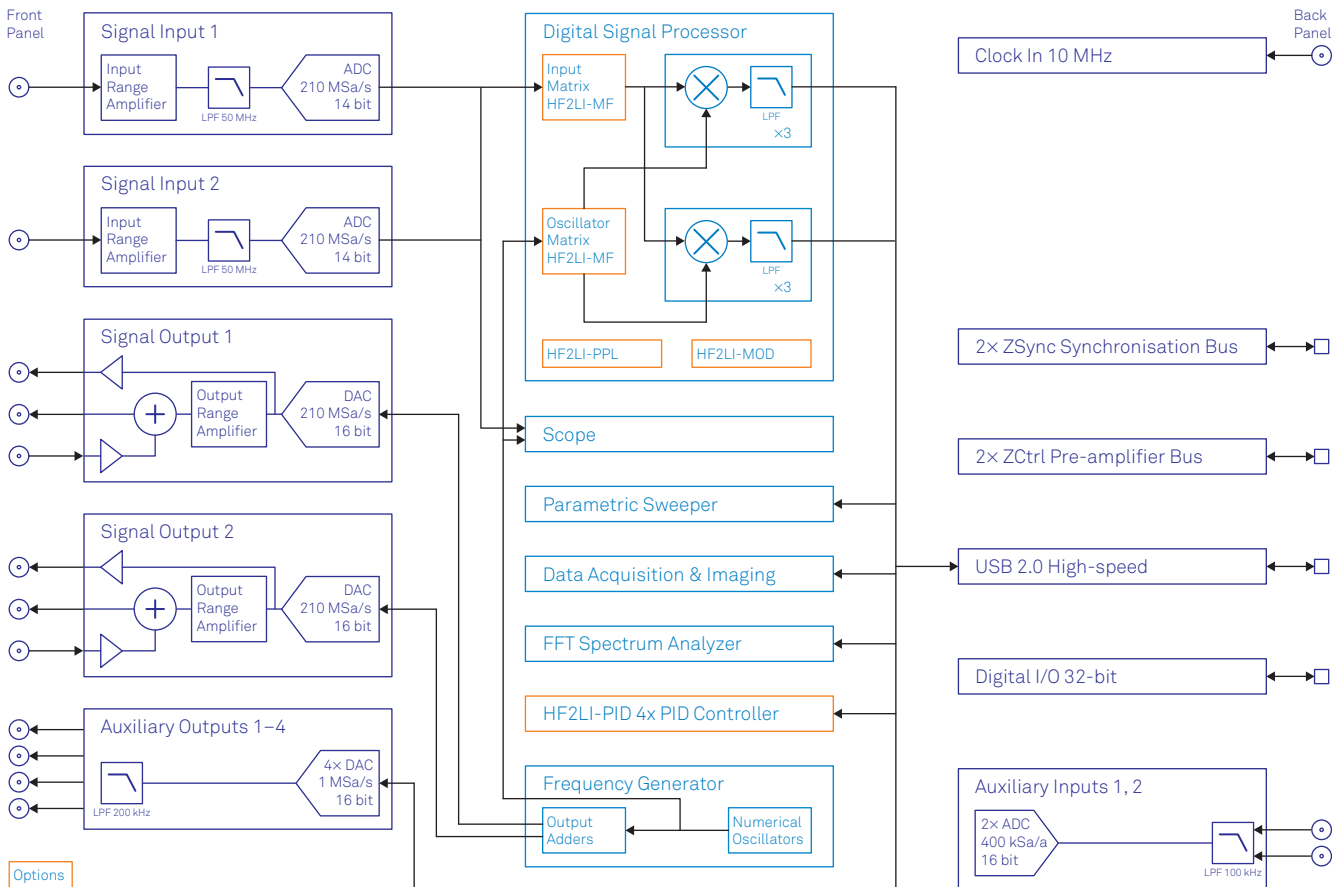 Front
Panel
Signal Input 1
Input
Range
Amplifier
LPF 50 MHz
ADC
210 MSa/s
14 bit
Signal Input 2
Input
Range
Amplifier
LPF 50 MHz
ADC
210 MSa/s
14 bit
Signal Output 1
Output
Range
Amplifier
DAC
210 MSa/s
16 bit
Signal Output 2
Output
Range
Amplifier
DAC
210 MSa/s
16 bit
Auxiliary Outputs 1–4
LPF 200 kHz
4× DAC
1 MSa/s
16 bit
Options
Digital Signal Processor
Input
Matrix
HF2LI-MF
LPF
×3
Oscillator
Matrix
HF2LI-MF
LPF
×3
HF2LI-PPL
HF2LI-MOD
Scope
Parametric Sweeper
Data Acquisition & Imaging
FFT Spectrum Analyzer
HF2LI-PID 4x PID Controller
Frequency Generator
Output
Adders
Numerical
Oscillators
Back
Panel
Clock In 10 MHz
2× ZSync Synchronisation Bus
2× ZCtrl Pre-amplifier Bus
USB 2.0 High-speed
Digital I/O 32-bit
Auxiliary Inputs 1, 2
2× ADC
400 kSa/a
16 bit
LPF 100 kHz